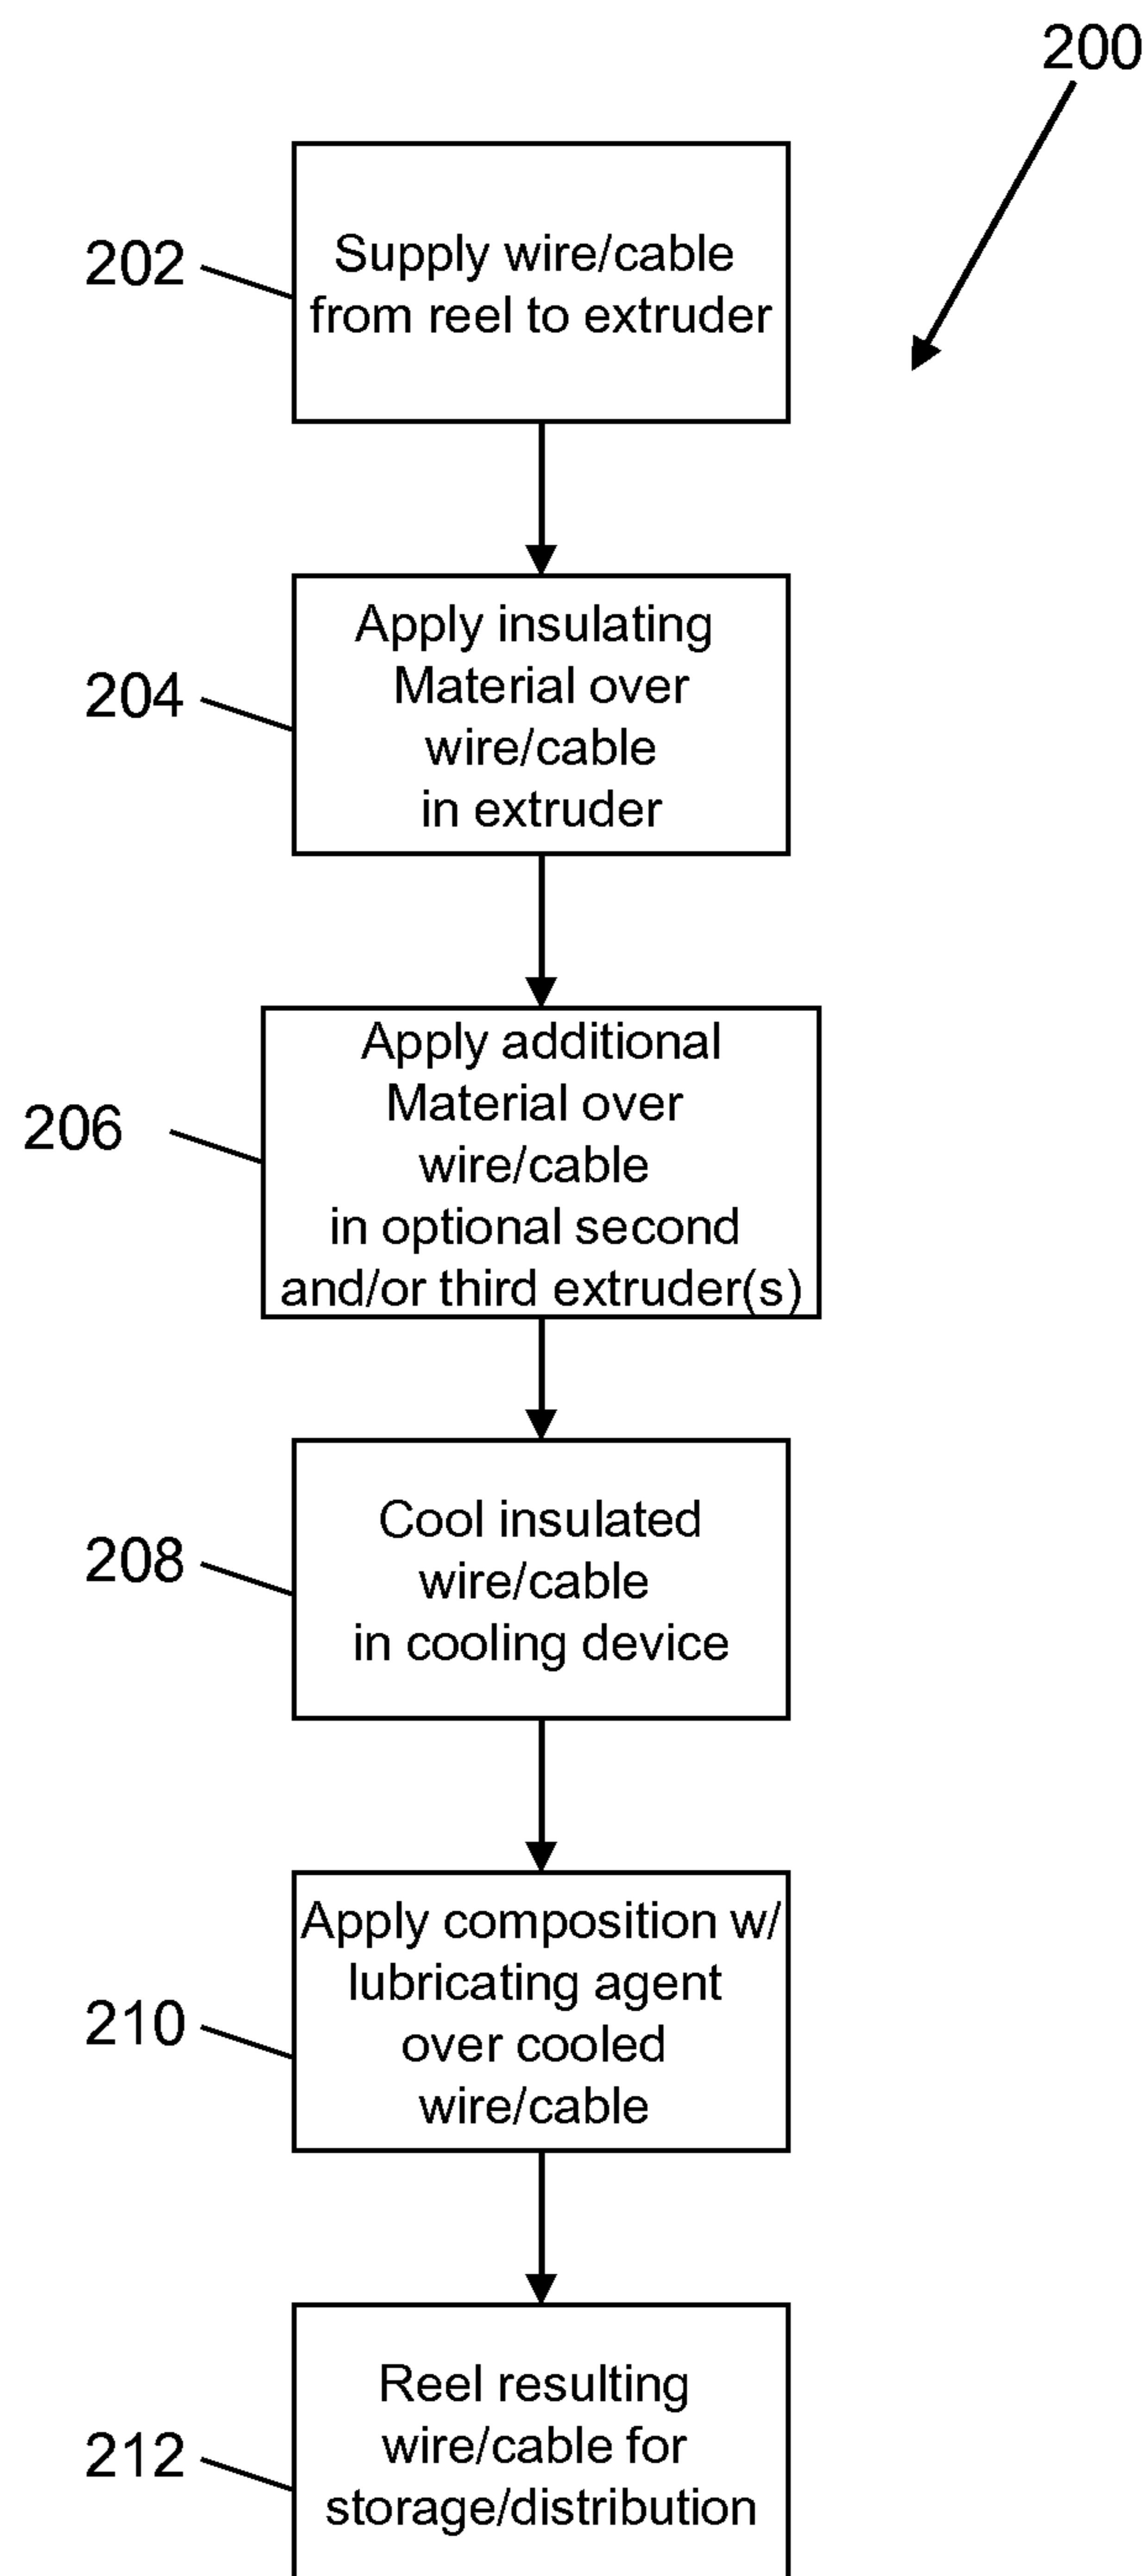 200
202
Supply wire/cable
from reel to extruder
204
Apply insulating
Material over
wire/cable
in extruder
206
Apply additional
Material over
wire/cable
in optional second
and/or third extruder(s)
208
Cool insulated
wire/cable
in cooling device
210
Apply composition w/
lubricating agent
over cooled
wire/cable
212
Reel resulting
wire/cable for
storage/distribution